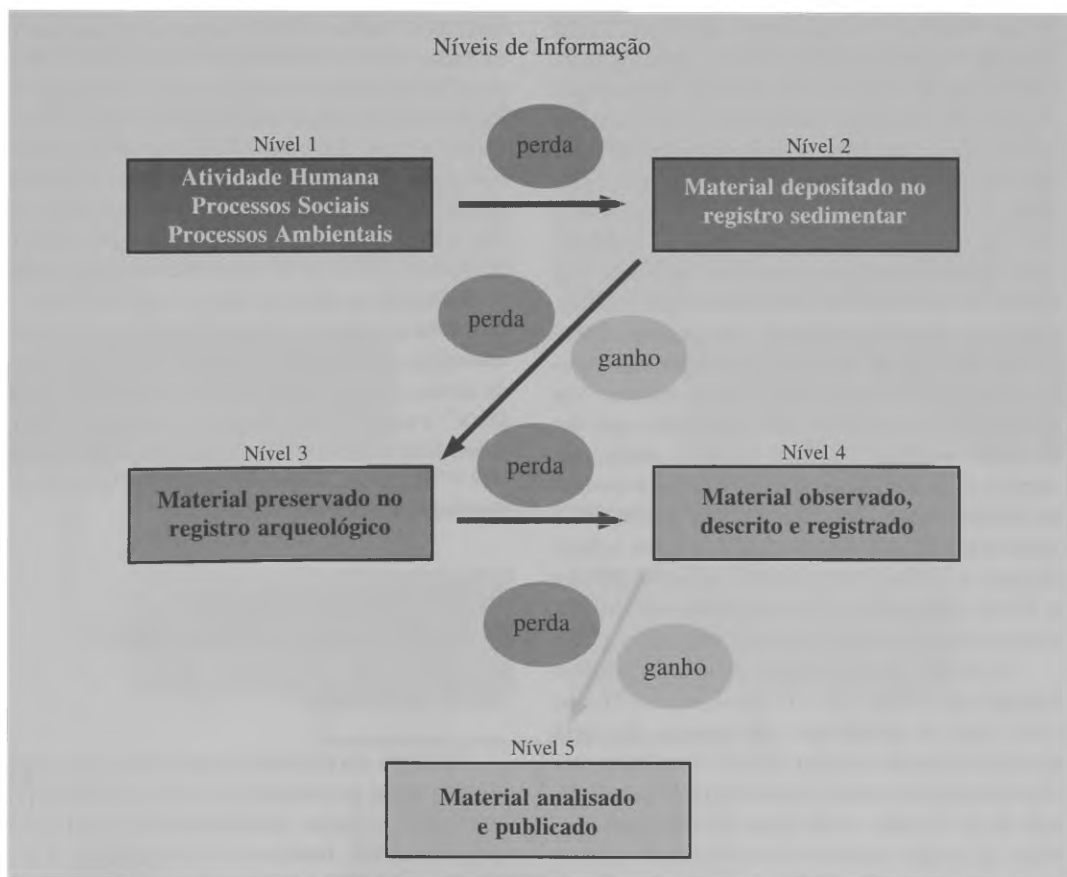 Níveis de Informação
Nível 1
Atividade Humana
Processos Sociais
Processos Ambientais
perda
Nível 2
Material depositado no
registro sedimentar
perda
ganho
Nível 3
Material preservado no
registro arqueológico
perda
Nível 4
Material observado,
descrito e registrado
perda
ganho
Nível 5
Material analisado
e publicado